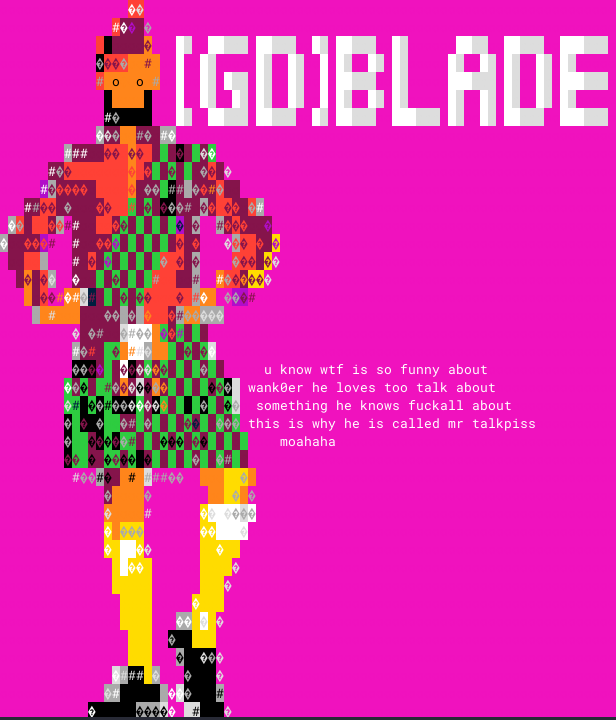 [GD]BLADE
u know wtf is so funny about
wank0er he loves too talk about
something he knows fuckall about
this is why he is called mr talkpiss
moahaha